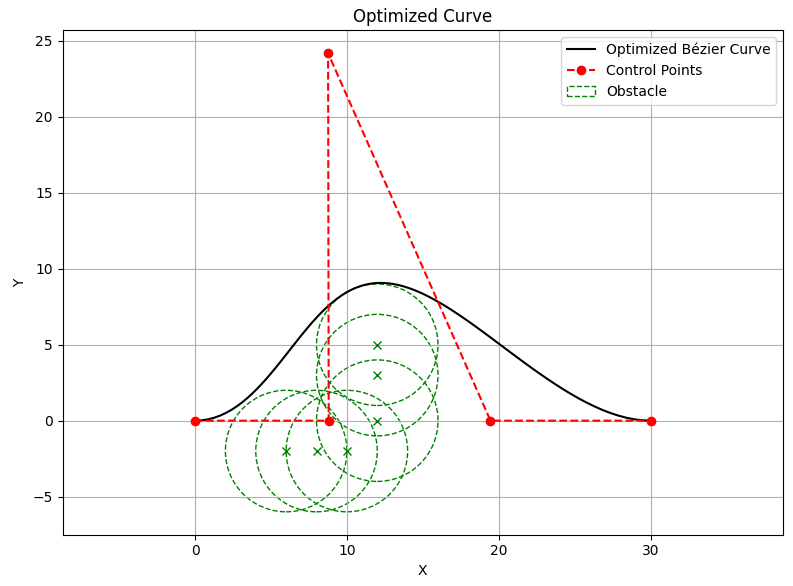 Optimized Curve
Optimized Bézier Curve
Control Points
Obstacle
25
20
15
10
5
0
−5
Y
0
10
20
30
X